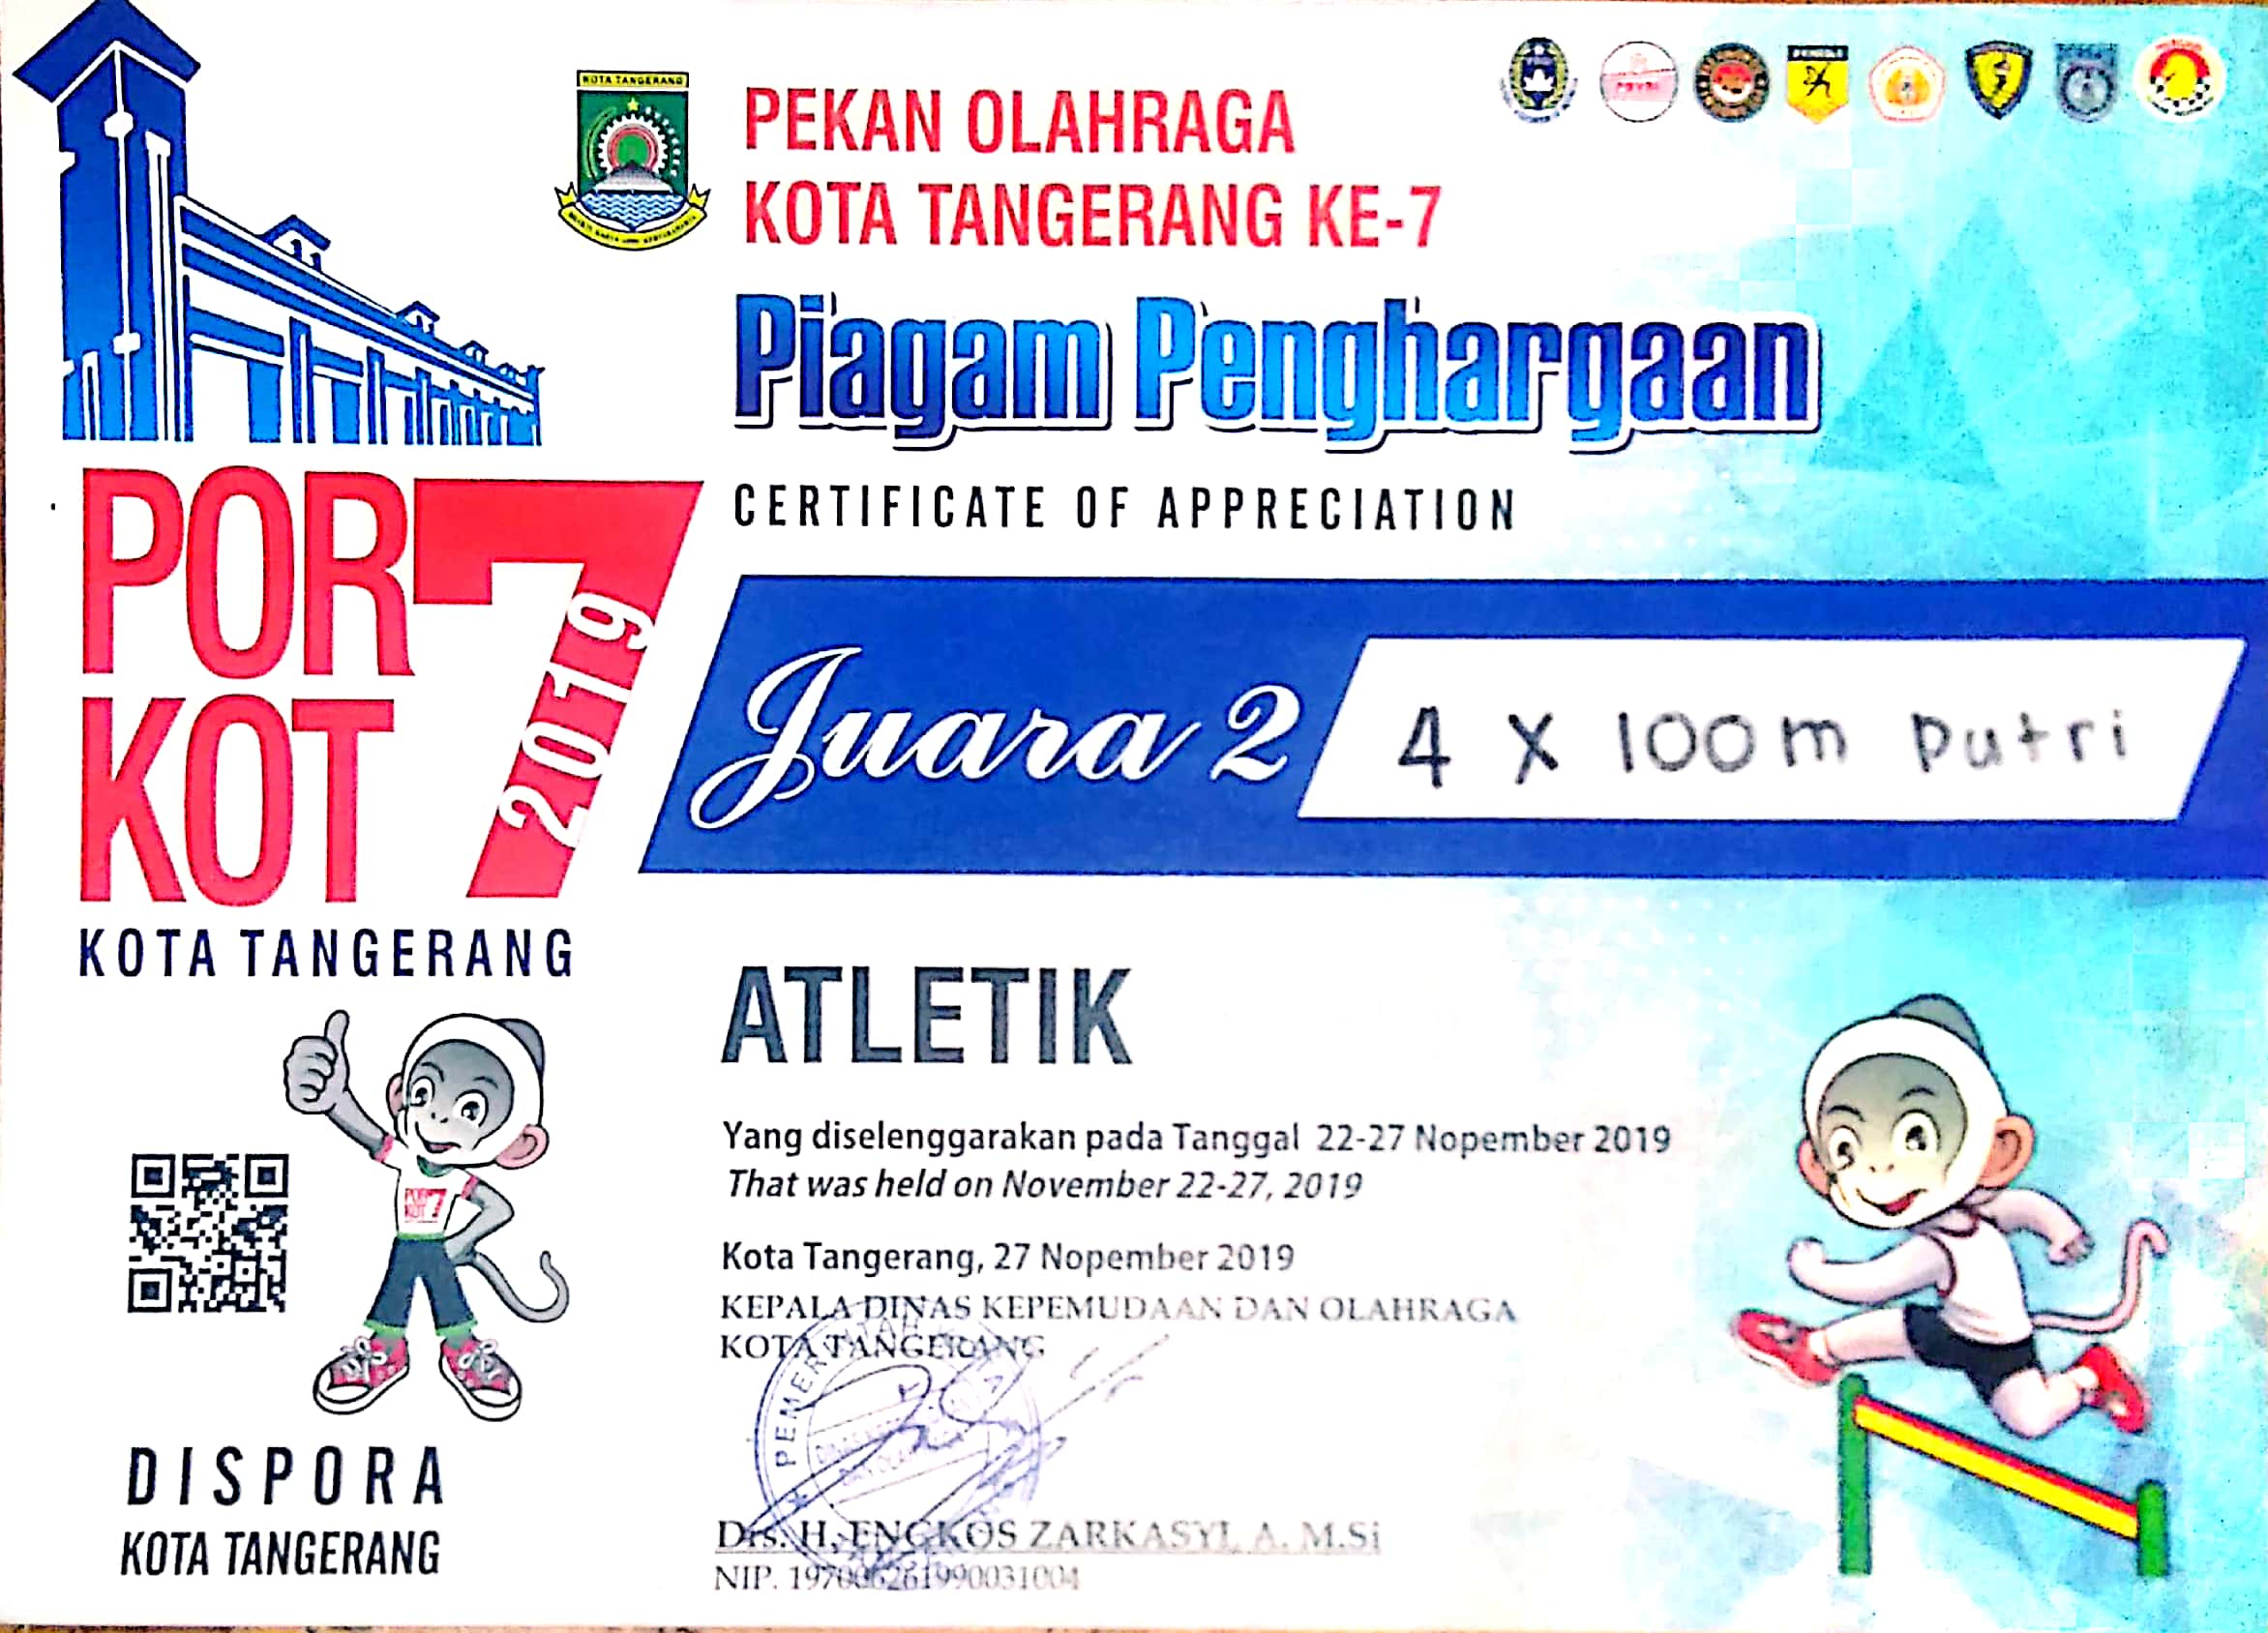 KOTA TANGERANG
PEKAN OLAHRAGA
KOTA TANGERANG KE-7
Piagam Penghargaan
CERTIFICATE OF APPRECIATION
POR
KOT
7
2019
KOTA TANGERANG
Juara 2
4 X 100m putri
ATLETIK
Yang diselenggarakan pada Tanggal 22-27 Nopember 2019
That was held on November 22-27, 2019
Kota Tangerang, 27 Nopember 2019
KEPALA DINAS KEPEMUDAAN DAN OLAHRAGA
KOTA TANGERANG
Drs. H. ENGKOS ZARKASYI, A. M.Si
NIP. 197006261990031004
POR
KOT 7
DISPORA
KOTA TANGERANG